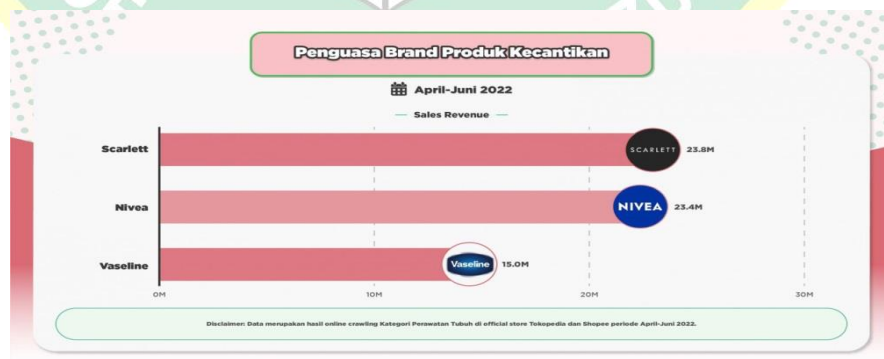 Penguasa Brand Produk Kecantikan
April-Juni 2022
Sales Revenue
Scarlett
SCARLETT
23.8M
Nivea
NIVEA
23.4M
Vaseline
Vaseline
15.0M
0M 10M 20M 30M
Disclaimer: Data merupakan hasil online crawling Kategori Perawatan Tubuh di official store Tokopedia dan Shopee periode April-Juni 2022.